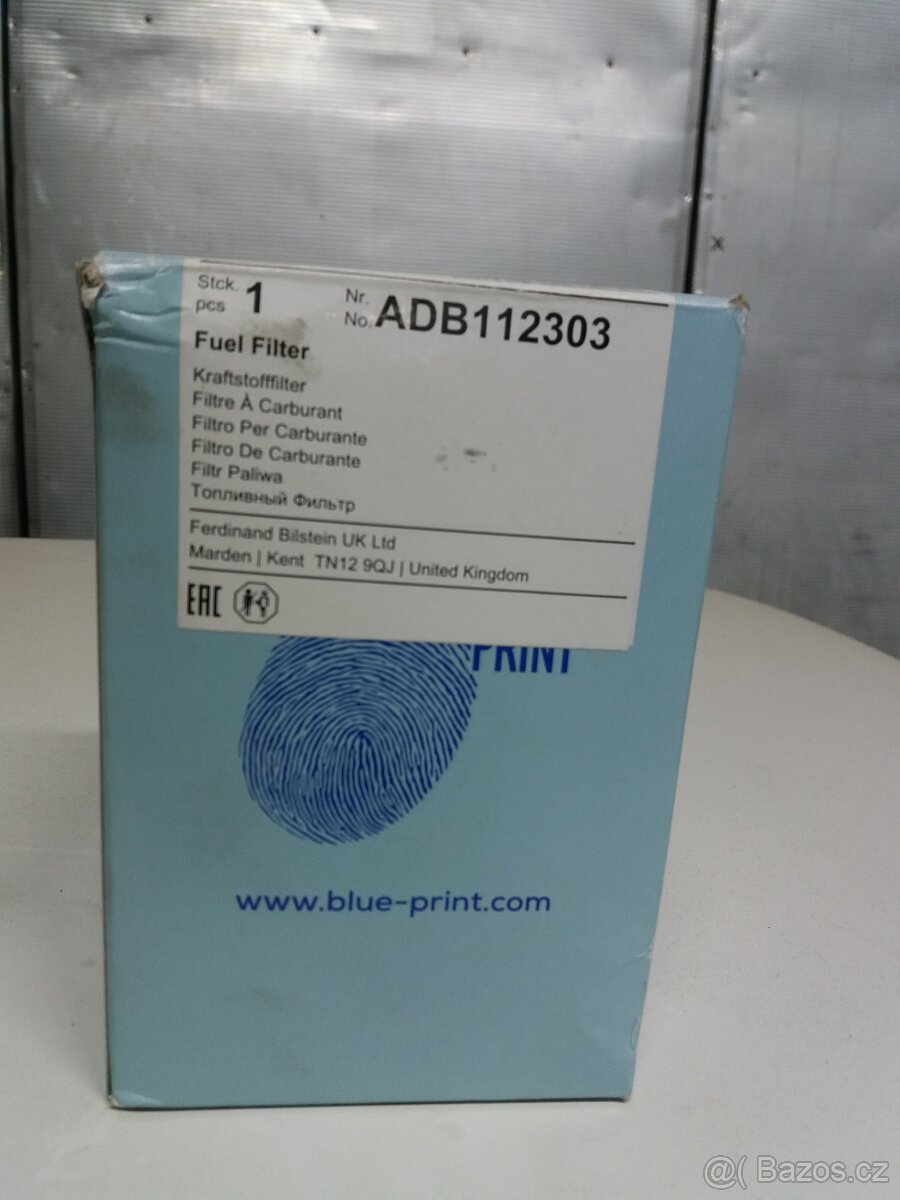 Stck. 1 Nr.
pcs No. ADB112303
Fuel Filter
Kraftstofffilter
Filtre À Carburant
Filtro Per Carburante
Filtro De Carburante
Filtr Paliwa
Топливный Фильтр
Ferdinand Bilstein UK Ltd
Marden | Kent TN12 9QJ | United Kingdom
EAC
PRINT
www.blue-print.com
@( Bazos.cz